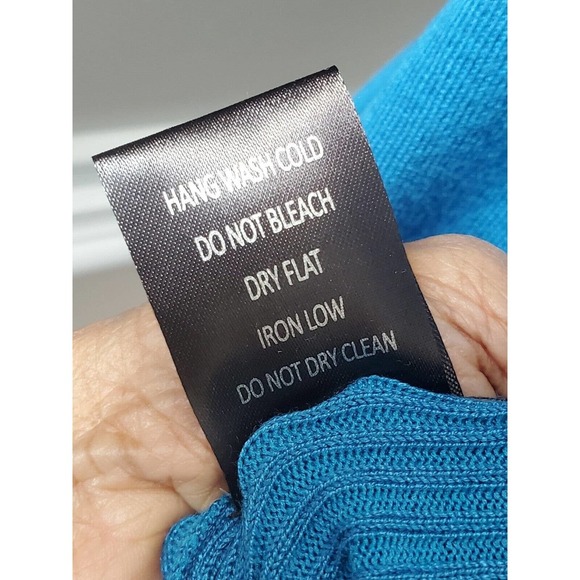 HANG WASH COLD
DO NOT BLEACH
DRY FLAT
IRON LOW
DO NOT DRY CLEAN